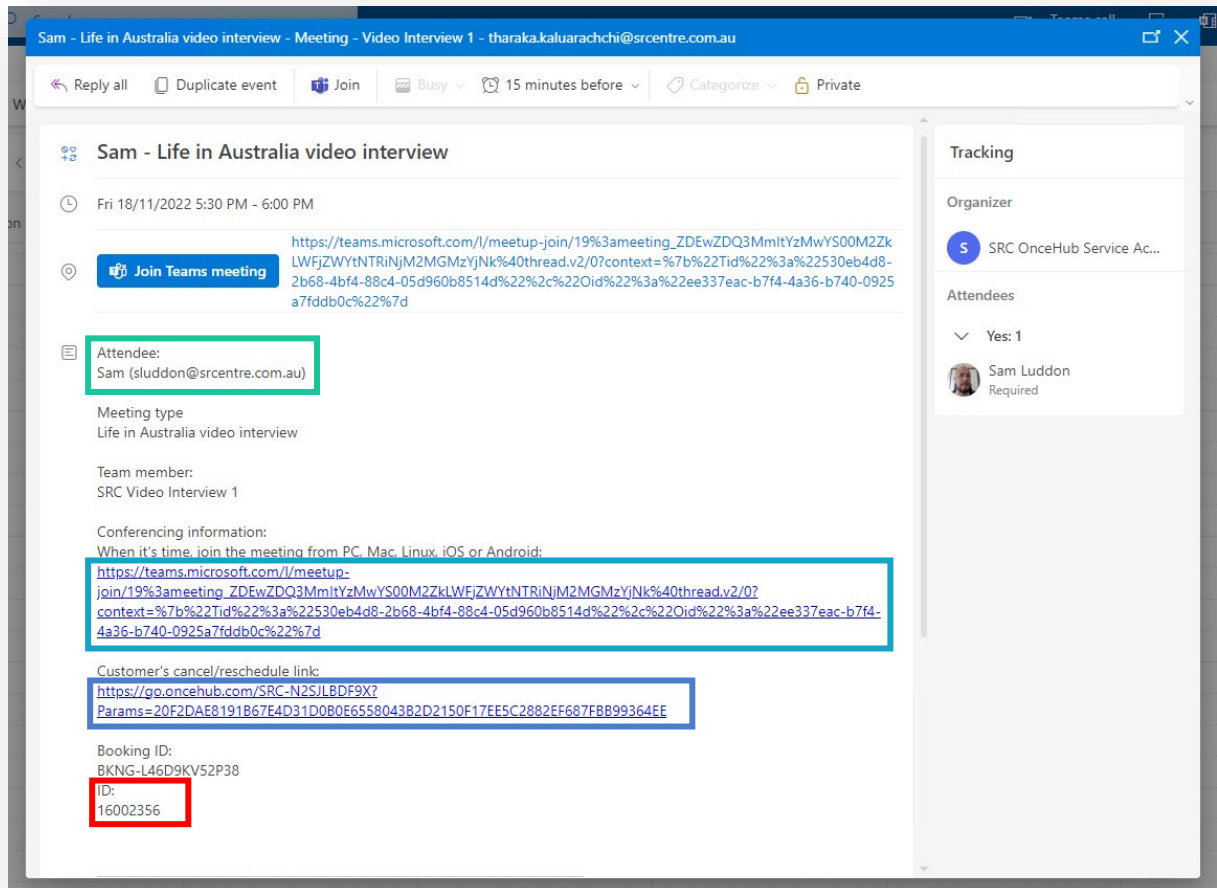 Sam - Life in Australia video interview - Meeting - Video Interview 1 - tharaka.kaluarachchi@srcentre.com.au
Reply all Duplicate event Join Busy 15 minutes before Categorize Private
Sam - Life in Australia video interview
Fri 18/11/2022 5:30 PM - 6:00 PM
Join Teams meeting
https://teams.microsoft.com/l/meetup-join/19%3ameeting_ZDEwZDQ3MmItYzMwYS00M2Zk
LWFjZWYtNTRiNjM2MGMzYjNk%40thread.v2/0?context=%7b%22Tid%22%3a%22530eb4d8-
2b68-4bf4-88c4-05d960b8514d%22%2c%22Oid%22%3a%22ee337eac-b7f4-4a36-b740-0925
a7fddb0c%22%7d
Attendee:
Sam (sluddon@srcentre.com.au)
Meeting type
Life in Australia video interview
Team member:
SRC Video Interview 1
Conferencing information:
When it's time, join the meeting from PC, Mac, Linux, iOS or Android:
https://teams.microsoft.com/l/meetup-
join/19%3ameeting_ZDEwZDQ3MmItYzMwYS00M2ZkLWFjZWYtNTRiNjM2MGMzYjNk%40thread.v2/0?
context=%7b%22Tid%22%3a%22530eb4d8-2b68-4bf4-88c4-05d960b8514d%22%2c%22Oid%22%3a%22ee337eac-b7f4-
4a36-b740-0925a7fddb0c%22%7d
Customer's cancel/reschedule link:
https://go.oncehub.com/SRC-N2SJLBDF9X?
Params=20F2DAE8191B67E4D31D0B0E6558043B2D2150F17EE5C2882EF687FBB99364EE
Booking ID:
BKNG-L46D9KV52P38
ID:
16002356
Tracking
Organizer
S
SRC OnceHub Service Ac...
Attendees
Yes: 1
Sam Luddon
Required